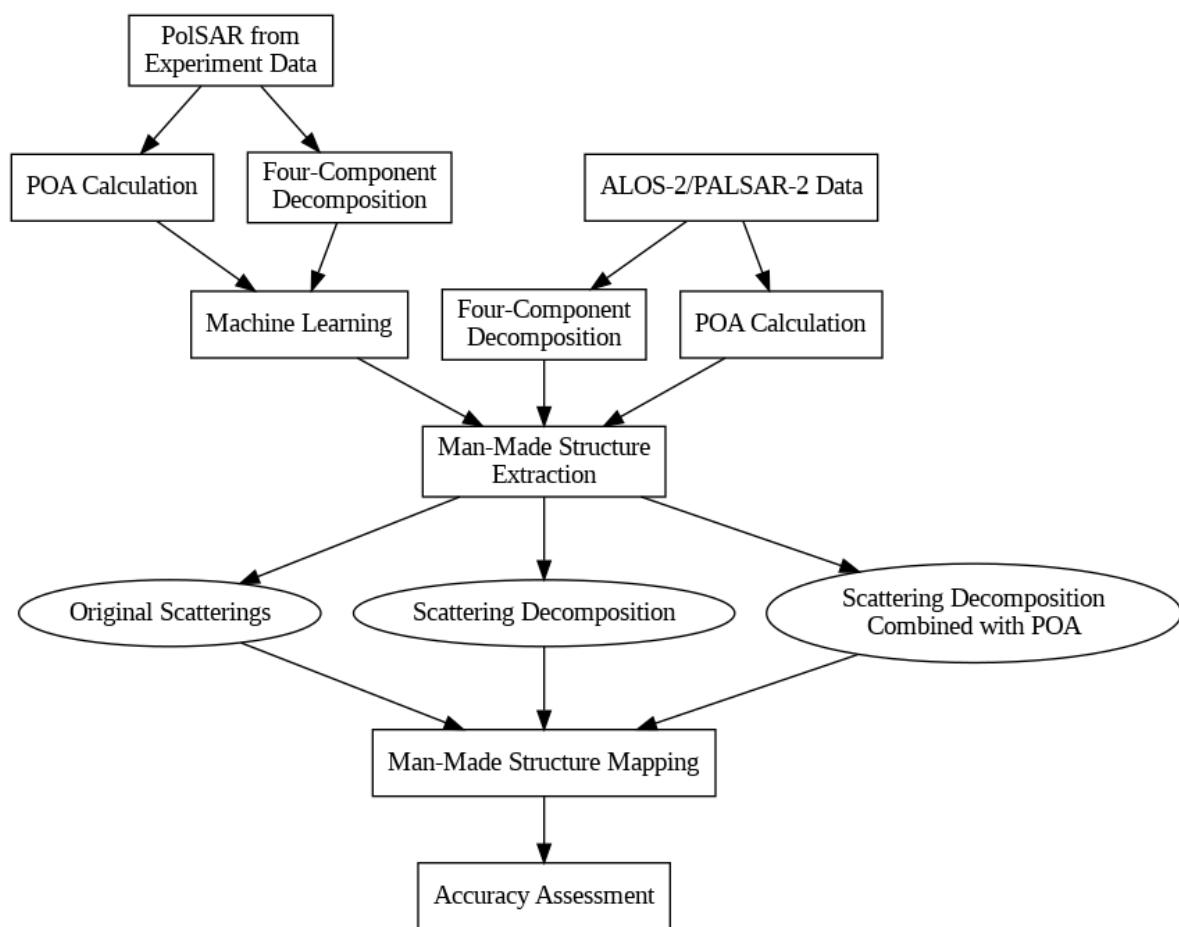 PolSAR from
Experiment Data
POA Calculation
Four-Component
Decomposition
ALOS-2/PALSAR-2 Data
Machine Learning
Four-Component
Decomposition
POA Calculation
Man-Made Structure
Extraction
Original Scatterings
Scattering Decomposition
Scattering Decomposition
Combined with POA
Man-Made Structure Mapping
Accuracy Assessment